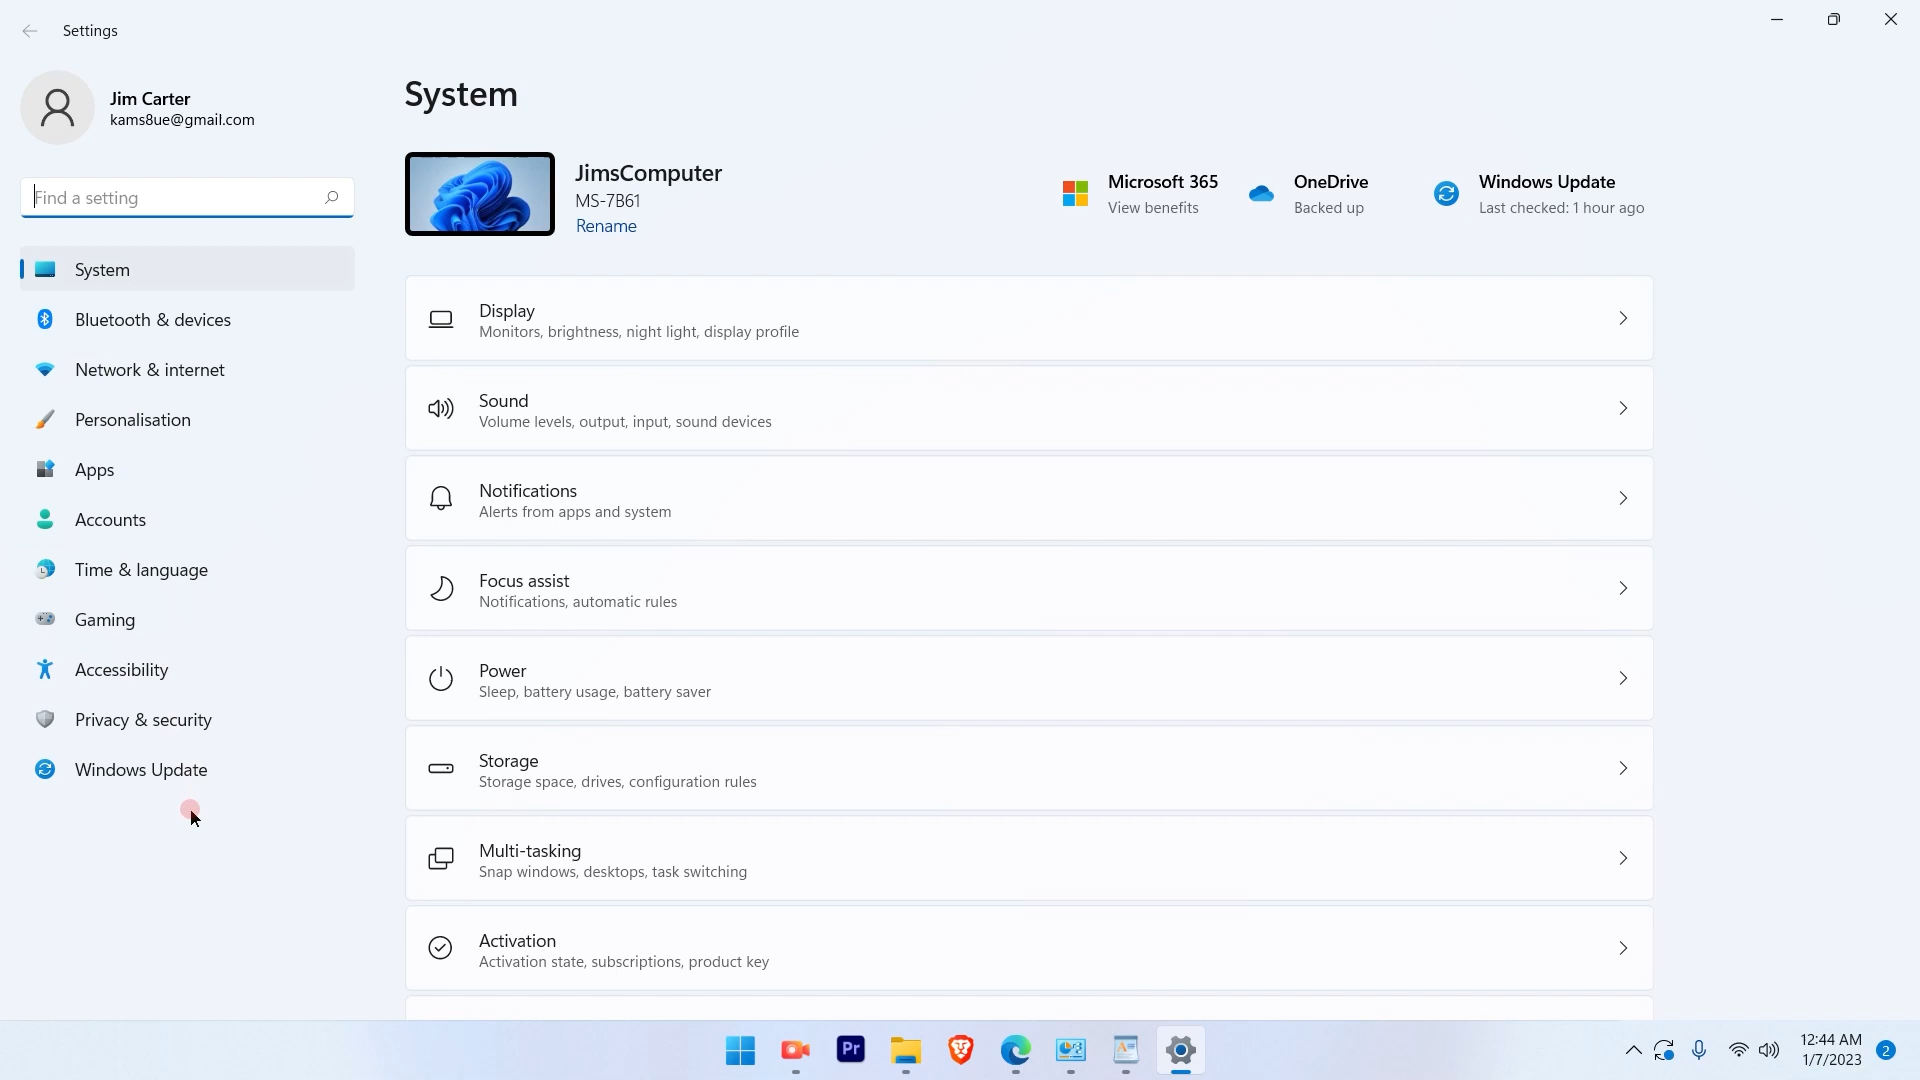 Settings
Jim Carter
kams8ue@gmail.com
Find a setting
System
Bluetooth & devices
Network & internet
Personalisation
Apps
Accounts
Time & language
Gaming
Accessibility
Privacy & security
Windows Update
System
JimsComputer
MS-7B61
Rename
Microsoft 365
View benefits
OneDrive
Backed up
Windows Update
Last checked: 1 hour ago
Display
Monitors, brightness, night light, display profile
Sound
Volume levels, output, input, sound devices
Notifications
Alerts from apps and system
Focus assist
Notifications, automatic rules
Power
Sleep, battery usage, battery saver
Storage
Storage space, drives, configuration rules
Multi-tasking
Snap windows, desktops, task switching
Activation
Activation state, subscriptions, product key
Pr
12:44 AM
1/7/2023
2